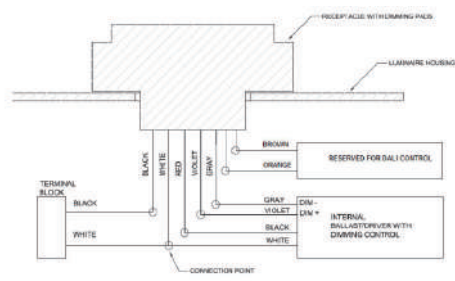 RECEPTACLE WITH DIMMING PADS
LUMINAIRE HOUSING
BLACK
WHITE
RED
VIOLET
GRAY
BROWN
ORANGE
RESERVED FOR DALI CONTROL
TERMINAL
BLOCK
BLACK
WHITE
GRAY
VIOLET
BLACK
WHITE
DIM -
DIM +
INTERNAL
BALLAST/DRIVER WITH
DIMMING CONTROL
CONNECTION POINT